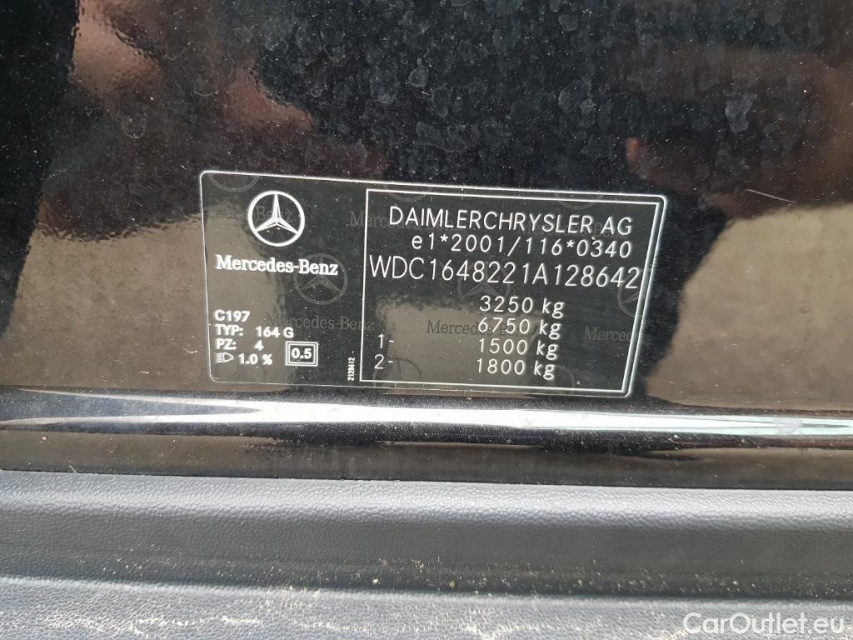 Mercedes-Benz
C197
TYP: 164 G
PZ: 4
1.0 %
0.5
2128612
DAIMLERCHRYSLER AG
e1*2001/116*0340
WDC1648221A128642
3250 kg
6750 kg
1- 1500 kg
2- 1800 kg
CarOutlet.eu